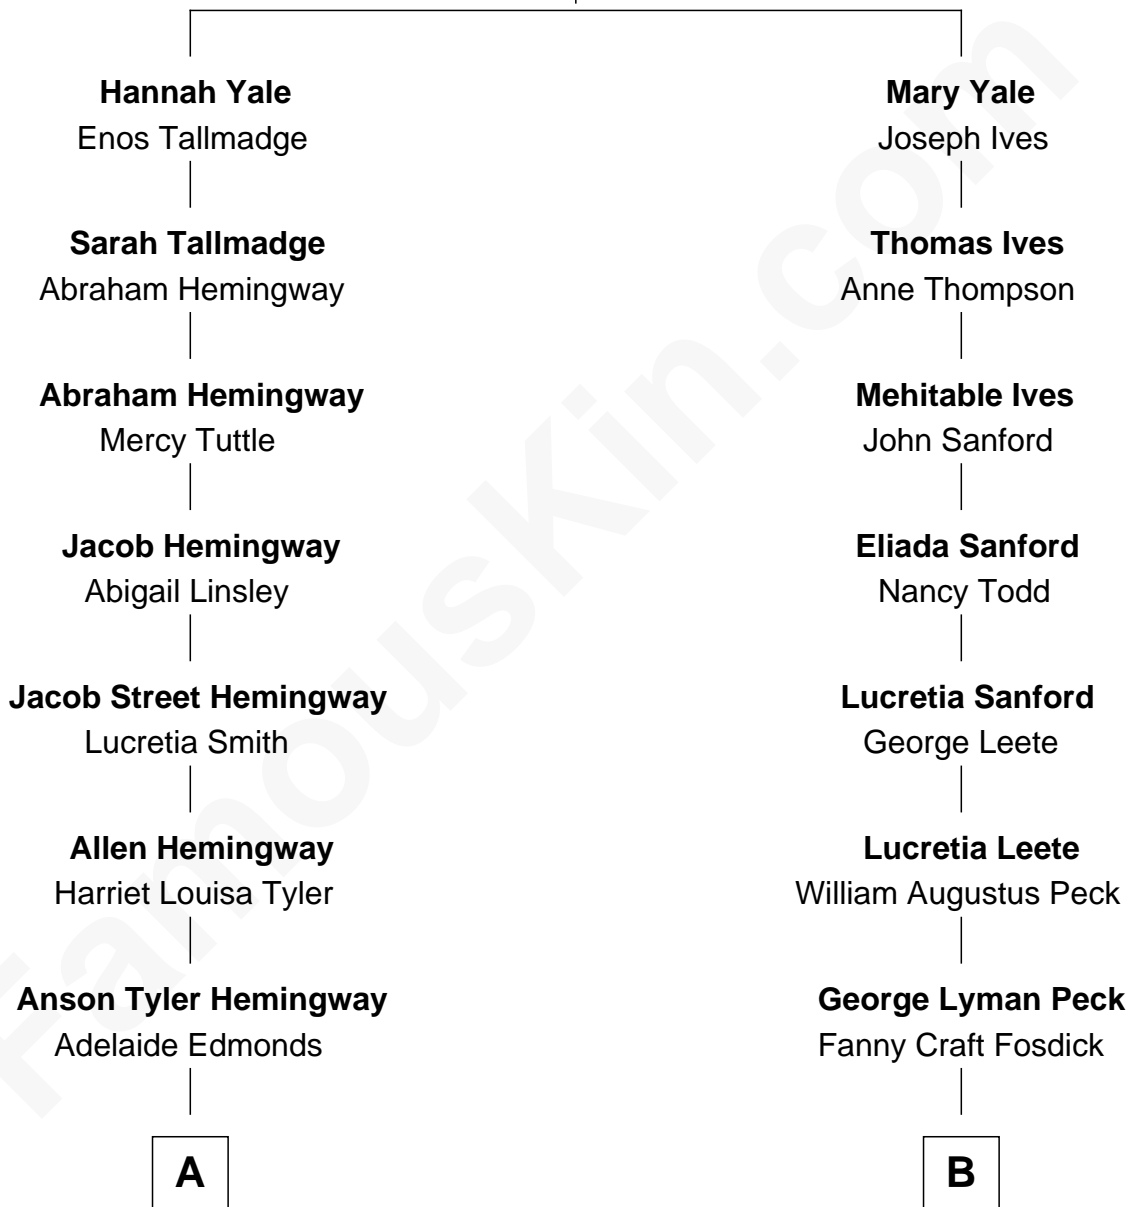 Hannah Yale
Enos Tallmadge
Sarah Tallmadge
Abraham Hemingway
Abraham Hemingway
Mercy Tuttle
Jacob Hemingway
Abigail Linsley
Jacob Street Hemingway
Lucretia Smith
Allen Hemingway
Harriet Louisa Tyler
Anson Tyler Hemingway
Adelaide Edmonds
A
Mary Yale
Joseph Ives
Thomas Ives
Anne Thompson
Mehitable Ives
John Sanford
Eliada Sanford
Nancy Todd
Lucretia Sanford
George Leete
Lucretia Leete
William Augustus Peck
George Lyman Peck
Fanny Craft Fosdick
B
FamousKin.com